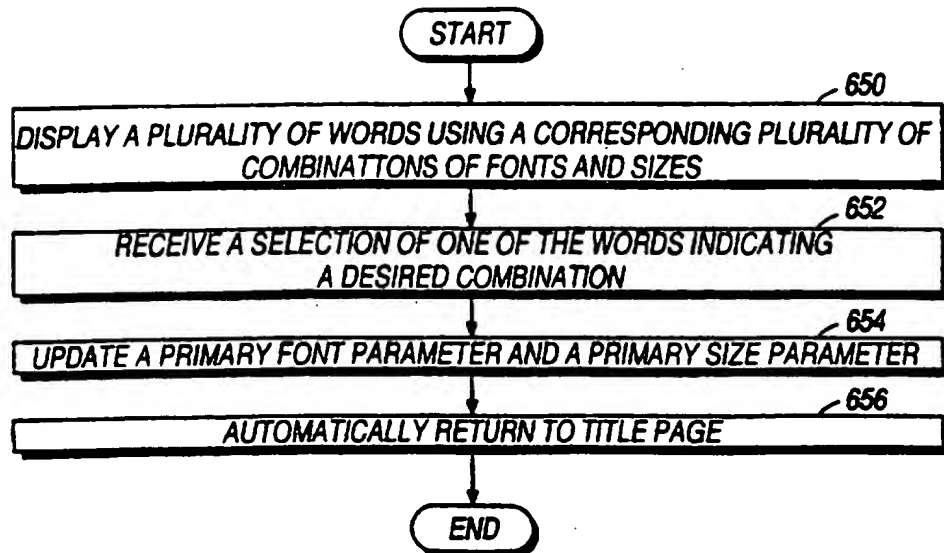 START
650
DISPLAY A PLURALITY OF WORDS USING A CORRESPONDING PLURALITY OF
COMBINATTONS OF FONTS AND SIZES
652
RECEIVE A SELECTION OF ONE OF THE WORDS INDICATING
A DESIRED COMBINATION
654
UPDATE A PRIMARY FONT PARAMETER AND A PRIMARY SIZE PARAMETER
656
AUTOMATICALLY RETURN TO TITLE PAGE
END